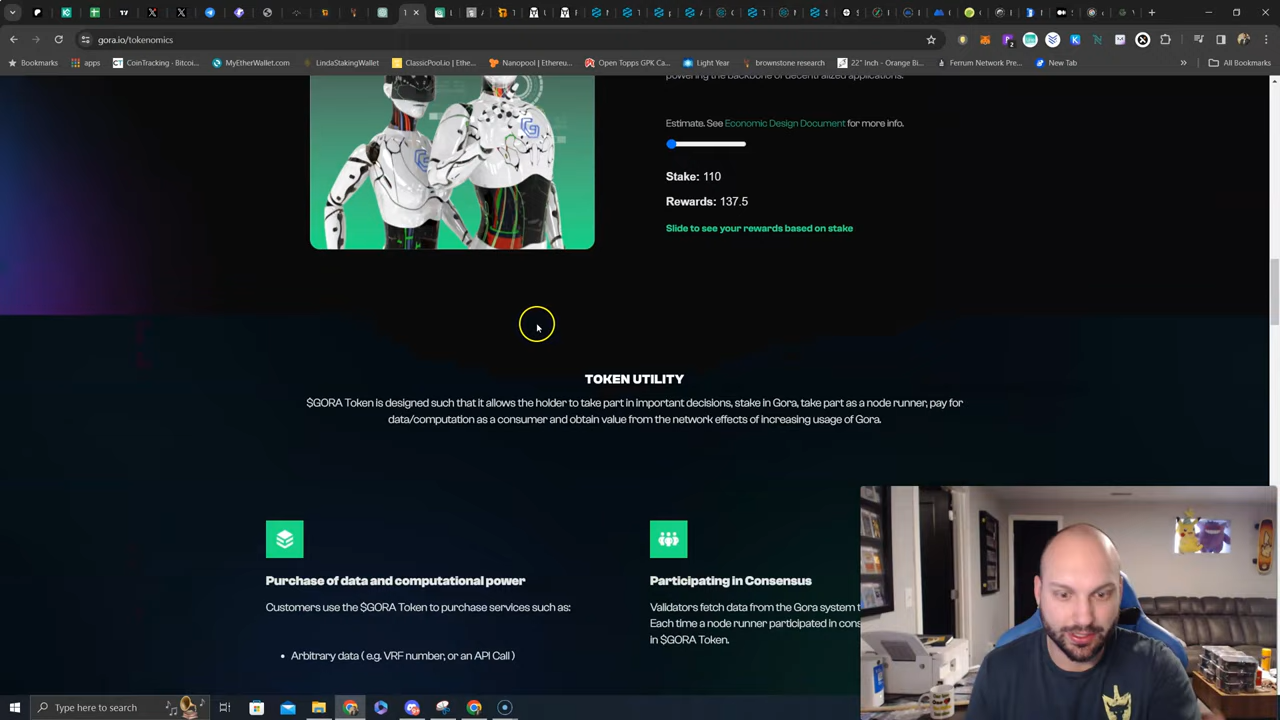 gora.io/tokenomics
Bookmarks
apps
CoinTracking - Bitcoi...
MyEtherWallet.com
LindaStakingWallet
ClassicPool.io | Ethe...
Nanopool | Ethereu...
Open Topps GPK Ca...
Light Year
brownstone research
22" Inch - Orange Bi...
Ferrum Network Pre...
New Tab
All Bookmarks
powering the backbone of decentralized applications.
Estimate. See Economic Design Document for more info.
Stake: 110
Rewards: 137.5
Slide to see your rewards based on stake
TOKEN UTILITY
$GORA Token is designed such that it allows the holder to take part in important decisions, stake in Gora, take part as a node runner, pay for
data/computation as a consumer and obtain value from the network effects of increasing usage of Gora.
Purchase of data and computational power
Customers use the $GORA Token to purchase services such as:
• Arbitrary data ( e.g. VRF number, or an API Call )
Participating in Consensus
Validators fetch data from the Gora system
Each time a node runner participated in
in $GORA Token.
Type here to search